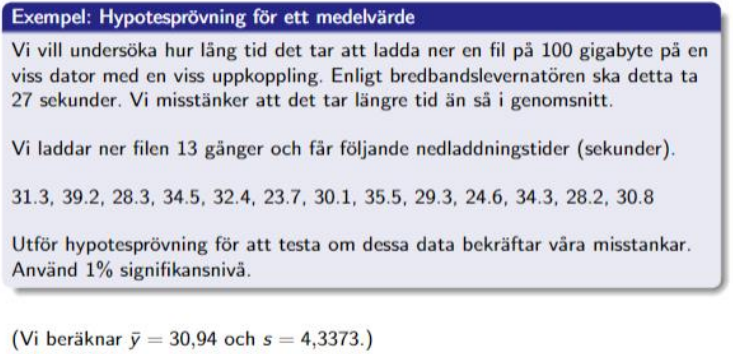 Exempel: Hypotesprövning för ett medelvärde
Vi vill undersöka hur lång tid det tar att ladda ner en fil på 100 gigabyte på en
viss dator med en viss uppkoppling. Enligt bredbandslevernatören ska detta ta
27 sekunder. Vi misstänker att det tar längre tid än så i genomsnitt.
Vi laddar ner filen 13 gånger och får följande nedladdningstider (sekunder).
31.3, 39.2, 28.3, 34.5, 32.4, 23.7, 30.1, 35.5, 29.3, 24.6, 34.3, 28.2, 30.8
Utför hypotesprövning för att testa om dessa data bekräftar våra misstankar.
Använd 1% signifikansnivå.
(Vi beräknar ȳ = 30,94 och s = 4,3373.)